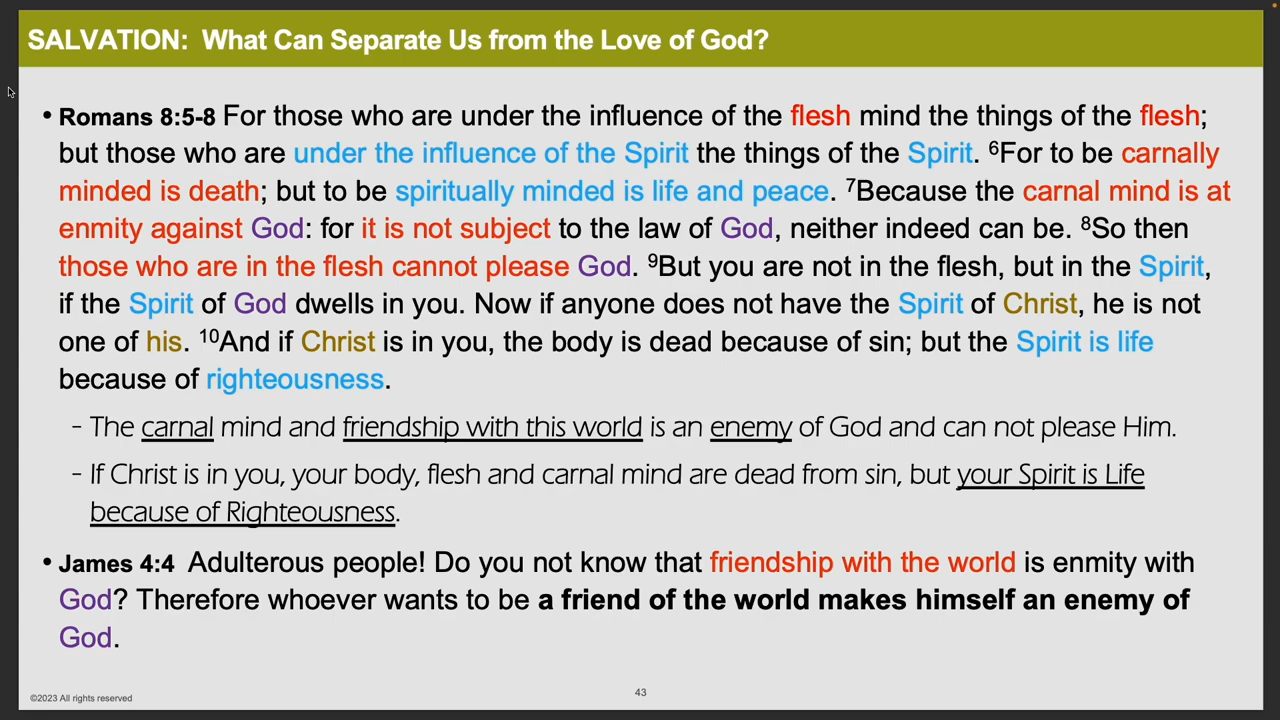 SALVATION:  What Can Separate Us from the Love of God?
• Romans 8:5-8 For those who are under the influence of the flesh mind the things of the flesh;
but those who are under the influence of the Spirit the things of the Spirit. ⁶For to be carnally
minded is death; but to be spiritually minded is life and peace. ⁷Because the carnal mind is at
enmity against God: for it is not subject to the law of God, neither indeed can be. ⁸So then
those who are in the flesh cannot please God. ⁹But you are not in the flesh, but in the Spirit,
if the Spirit of God dwells in you. Now if anyone does not have the Spirit of Christ, he is not
one of his. ¹⁰And if Christ is in you, the body is dead because of sin; but the Spirit is life
because of righteousness.
- The carnal mind and friendship with this world is an enemy of God and can not please Him.
- If Christ is in you, your body, flesh and carnal mind are dead from sin, but your Spirit is Life
because of Righteousness.
• James 4:4  Adulterous people! Do you not know that friendship with the world is enmity with
God? Therefore whoever wants to be a friend of the world makes himself an enemy of
God.
©2023 All rights reserved
43